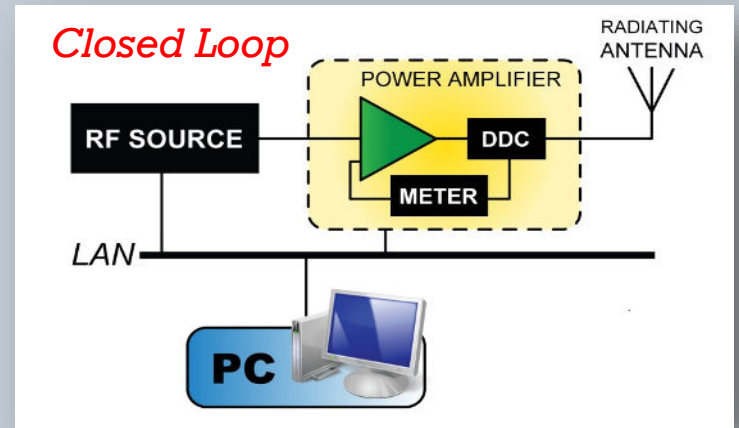 Closed Loop
RADIATING
ANTENNA
POWER AMPLIFIER
RF SOURCE
DDC
METER
LAN
PC